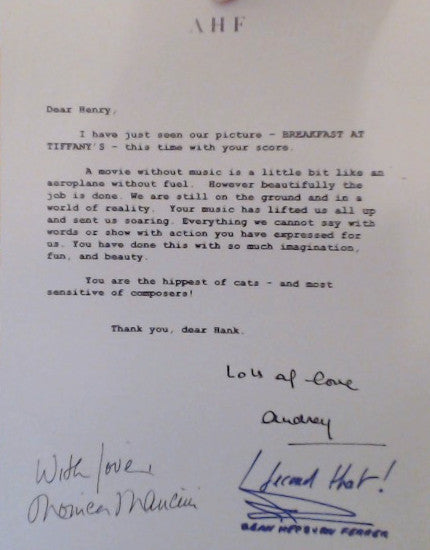 AHF
Dear Henry,
I have just seen our picture - BREAKFAST AT
TIFFANY'S - this time with your score.
A movie without music is a little bit like an
aeroplane without fuel. However beautifully the
job is done. We are still on the ground and in a
world of reality. Your music has lifted us all up
and sent us soaring. Everything we cannot say with
words or show with action you have expressed for
us. You have done this with so much imagination,
fun, and beauty.
You are the hippest of cats - and most
sensitive of composers!
Thank you, dear Hank.
Lots of love
Audrey
With love,
Monica Mancini
I second that!
SEAN HEPBURN FERRER